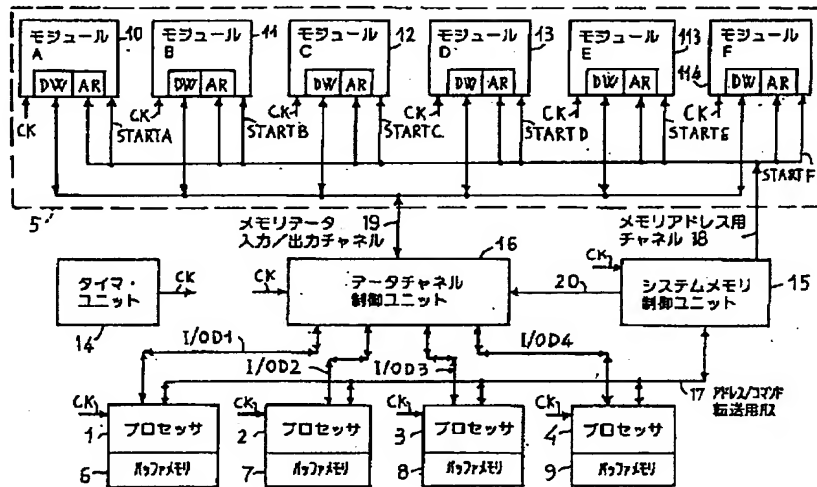 モジュール A 10
モジュール B 11
モジュール C 12
モジュール D 13
モジュール E 113
モジュール F 114
DW AR
DW AR
DW AR
DW AR
DW AR
DW AR
CK
STARTA
CK
STARTB
CK
STARTC
CK
STARTD
CK
STARTE
CK
STARTF
5
メモリデータ 19
入力/出力チャネル
メモリアドレス用
チャネル 18
タイマ・
ユニット
14
CK
CK
データチャネル
制御ユニット
16
20
CK
システムメモリ
制御ユニット
15
I/OD1
I/OD2
I/OD3
I/OD4
17 アドレス/コマンド
転送用バス
CK
1
プロセッサ
6
バッファメモリ
CK
2
プロセッサ
7
バッファメモリ
CK
3
プロセッサ
8
バッファメモリ
CK
4
プロセッサ
9
バッファメモリ